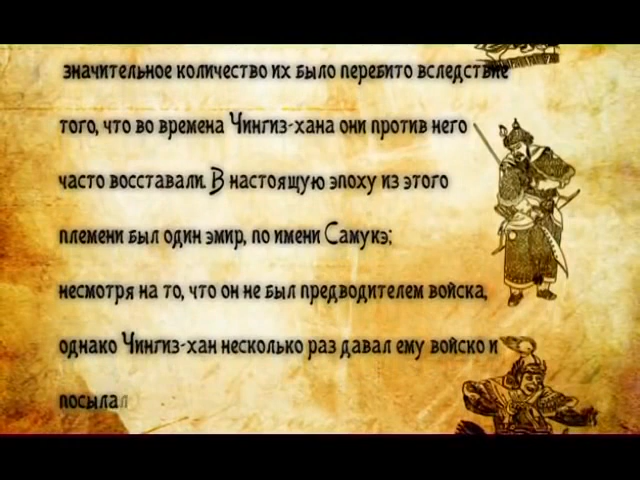 значительное количество их было перебито вследствие
того, что во времена Чингиз-хана они против него
часто восставали. В настоящую эпоху из этого
племени был один эмир, по имени Самукэ;
несмотря на то, что он не был предводителем войска,
однако Чингиз-хан несколько раз давал ему войско и
посылал